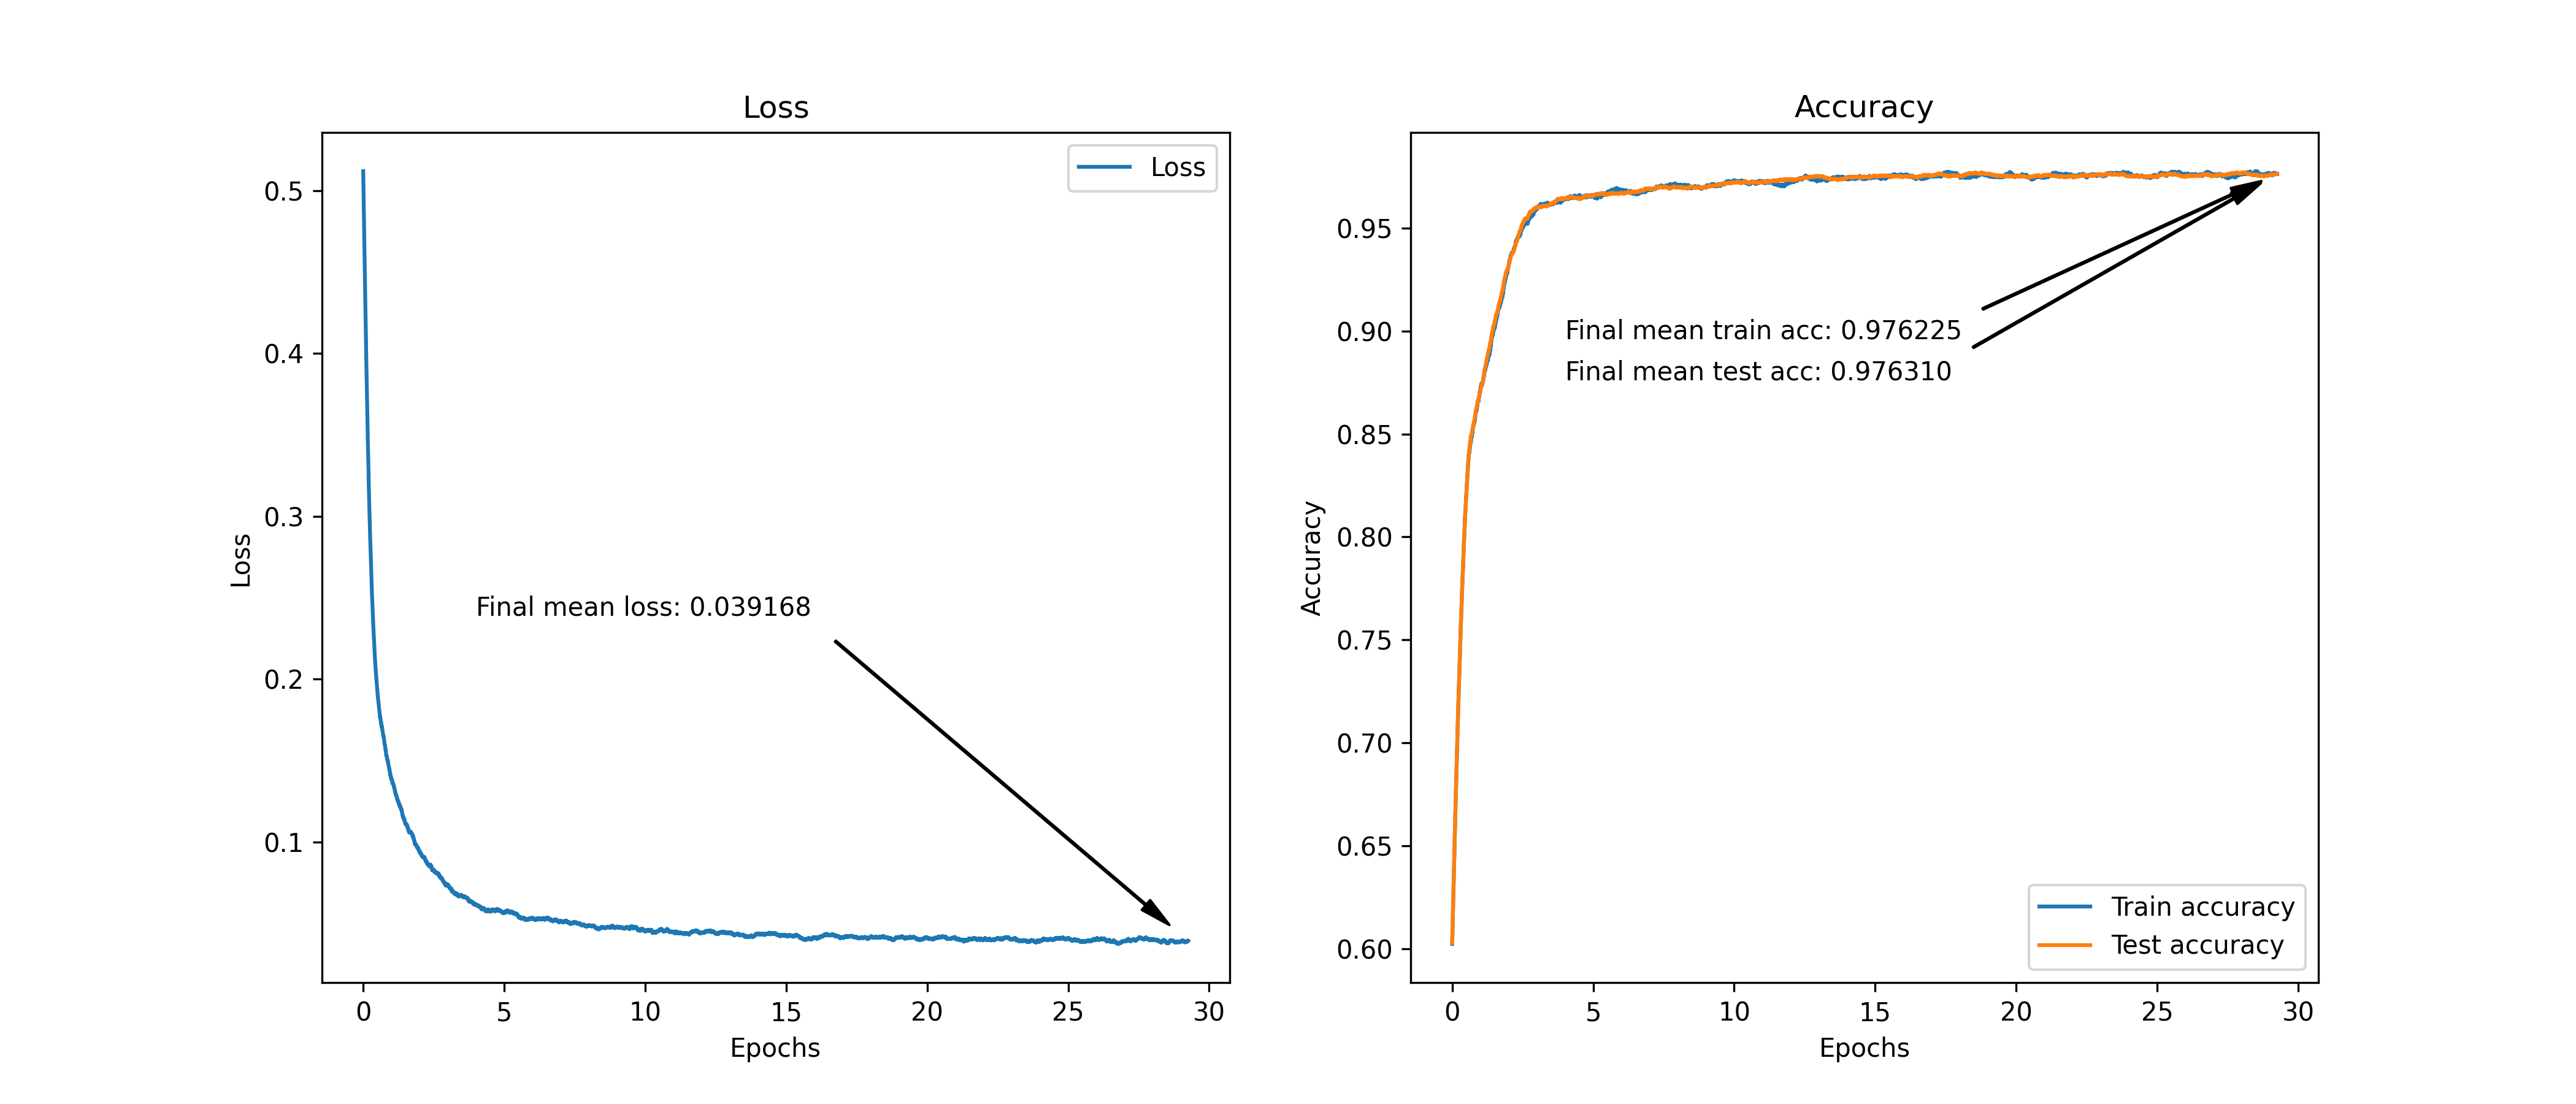 Loss
Loss
0.5
0.4
0.3
0.2
0.1
Loss
Final mean loss: 0.039168
0
5
10
15
20
25
30
Epochs
Accuracy
0.95
0.90
0.85
0.80
0.75
0.70
0.65
0.60
Accuracy
Final mean train acc: 0.976225
Final mean test acc: 0.976310
Train accuracy
Test accuracy
0
5
10
15
20
25
30
Epochs